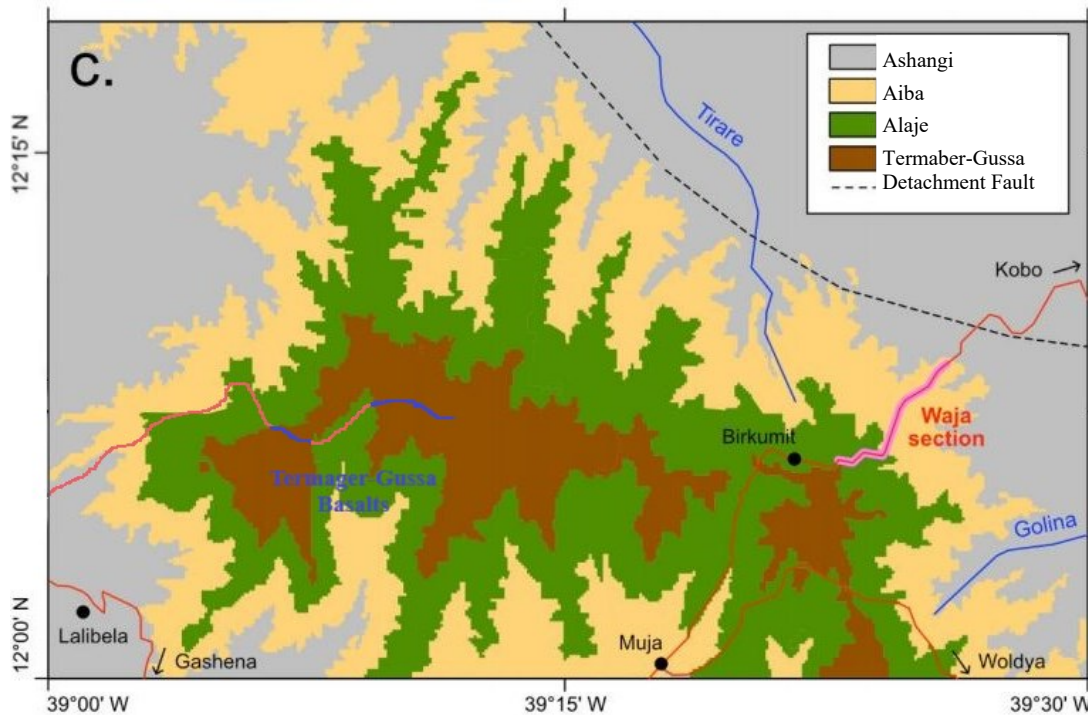 C.
Ashangi
Aiba
Alaje
Termaber-Gussa
Detachment Fault
Tirare
12°15' N
Kobo
Waja
section
Birkumit
Termager-Gussa
Basalts
Golina
12°00' N
Lalibela
Gashena
Muja
Woldya
39°00' W
39°15' W
39°30' W